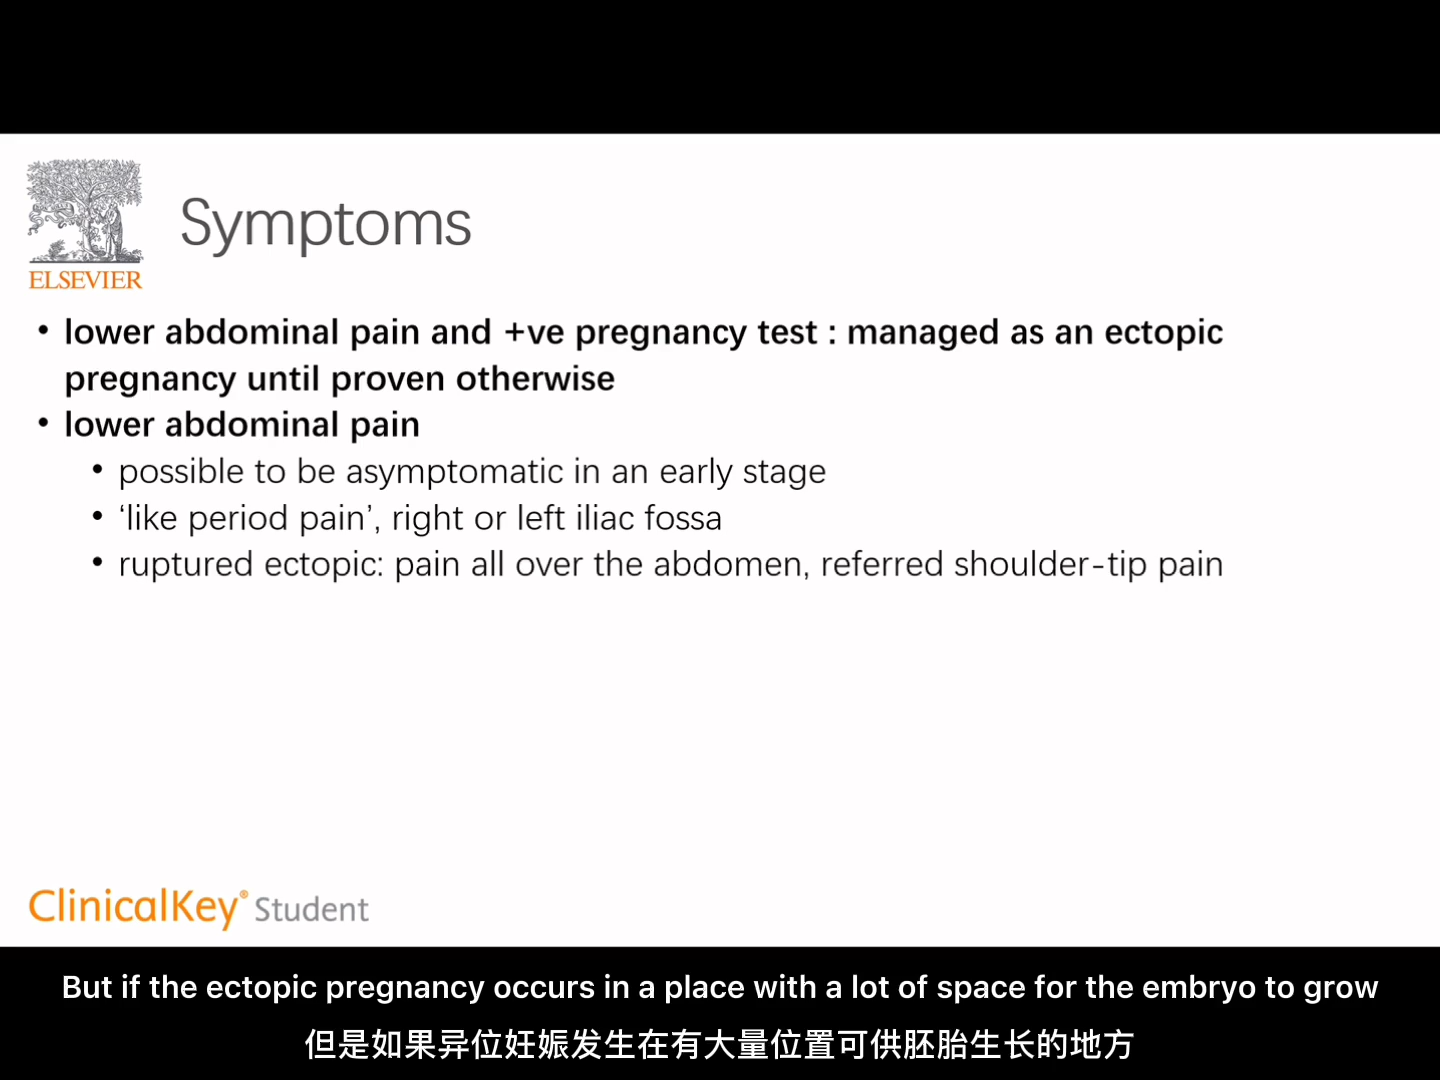 ELSEVIER
Symptoms
• lower abdominal pain and +ve pregnancy test : managed as an ectopic
pregnancy until proven otherwise
• lower abdominal pain
• possible to be asymptomatic in an early stage
• ‘like period pain’, right or left iliac fossa
• ruptured ectopic: pain all over the abdomen, referred shoulder-tip pain
ClinicalKey® Student
But if the ectopic pregnancy occurs in a place with a lot of space for the embryo to grow
但是如果异位妊娠发生在有大量位置可供胚胎生长的地方